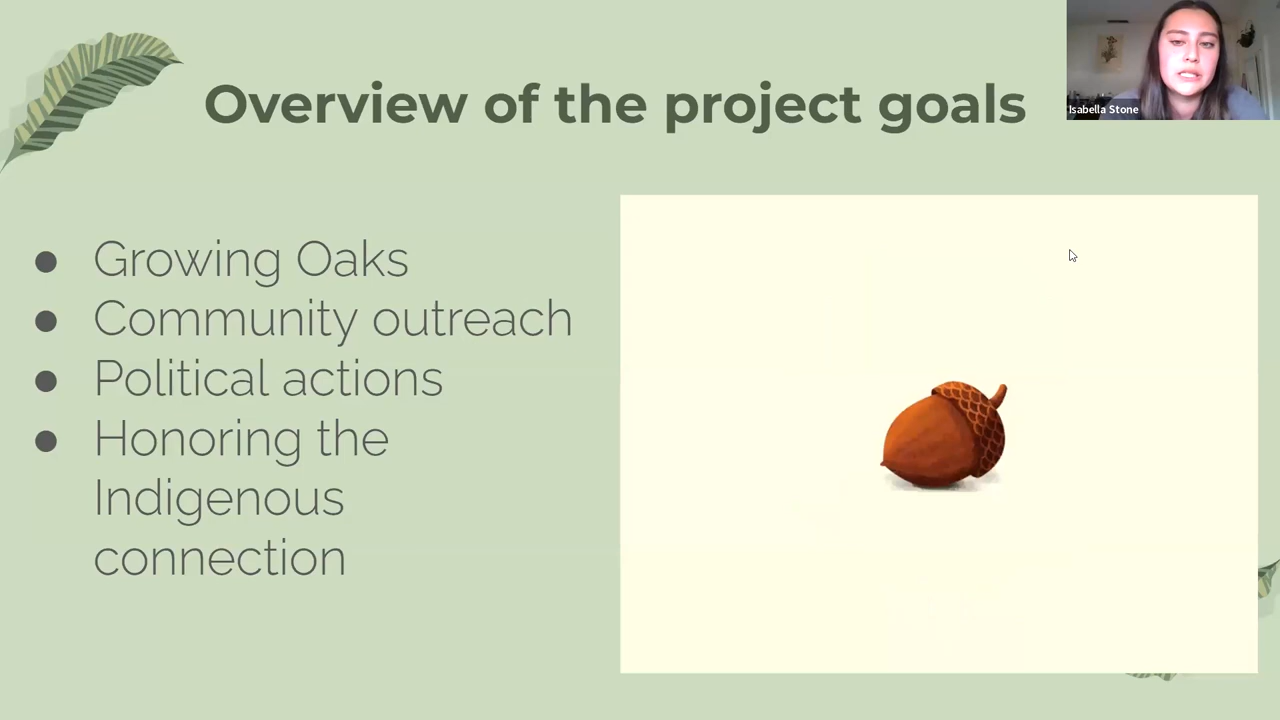 Overview of the project goals
Isabella Stone
● Growing Oaks
● Community outreach
● Political actions
● Honoring the
Indigenous
connection